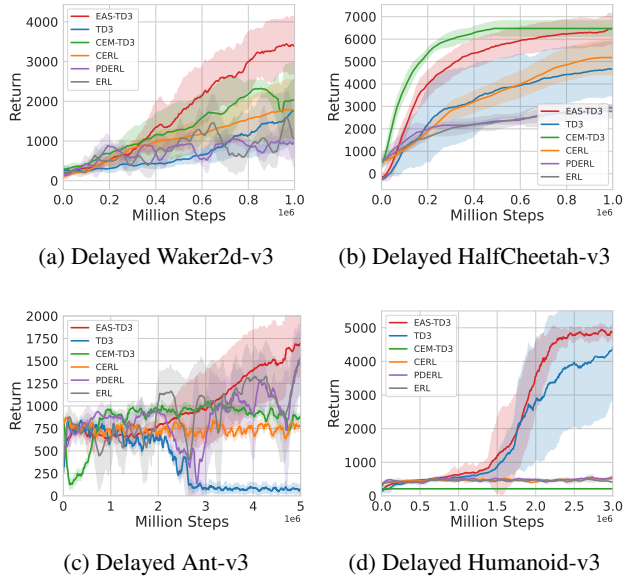 4000
3000
2000
1000
0
Return
EAS-TD3
TD3
CEM-TD3
CERL
PDERL
ERL
0.0 0.2 0.4 0.6 0.8 1.0
Million Steps 1e6
(a) Delayed Waker2d-v3
7000
6000
5000
4000
3000
2000
1000
0
Return
EAS-TD3
TD3
CEM-TD3
CERL
PDERL
ERL
0.0 0.2 0.4 0.6 0.8 1.0
Million Steps 1e6
(b) Delayed HalfCheetah-v3
2000
1750
1500
1250
1000
750
500
250
0
Return
EAS-TD3
TD3
CEM-TD3
CERL
PDERL
ERL
0 1 2 3 4 5
Million Steps 1e6
(c) Delayed Ant-v3
5000
4000
3000
2000
1000
0
Return
EAS-TD3
TD3
CEM-TD3
CERL
PDERL
ERL
0.0 0.5 1.0 1.5 2.0 2.5 3.0
Million Steps 1e6
(d) Delayed Humanoid-v3